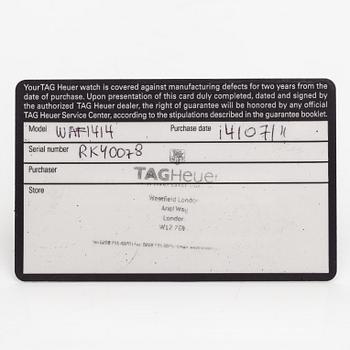 Your TAG Heuer watch is covered against manufacturing defects for two years from the
date of purchase. Upon presentation of this card duly completed, dated and signed by
the authorized TAG Heuer dealer, the right of guarantee will be honored by any official
TAG Heuer Service Center, according to the stipulations described in the guarantee booklet.
Model WAF1414 Purchase date 14/07/11
Serial number RK40078
Purchaser
TAGHeuer
Store
Westfield London
Ariel Way
London
W12 7GB